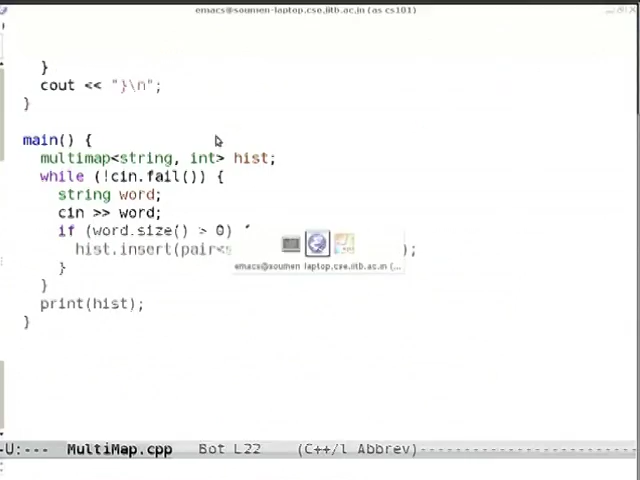 emacs@soumen-laptop.cse.iitb.ac.in (as cs101)
}
cout << "}\n";
}
main() {
multimap<string, int> hist;
while (!cin.fail()) {
string word;
cin >> word;
if (word.size() > 0)
hist.insert(pair< );
emacs@soumen laptop.cse.iitb.ac.in (...
}
}
print(hist);
}
-U:--- MultiMap.cpp Bot L22 (C++/l Abbrev)